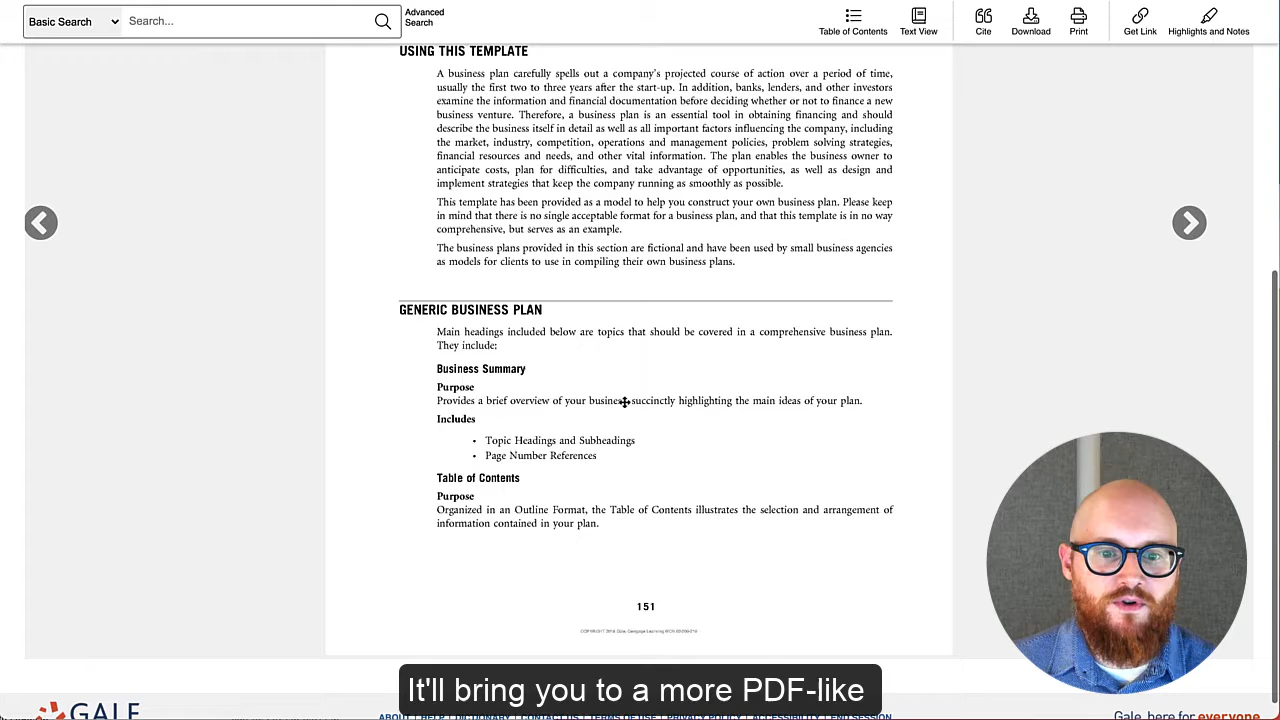 Basic Search
Search...
Advanced
Search
Table of Contents
Text View
Cite
Download
Print
Get Link
Highlights and Notes
USING THIS TEMPLATE
A business plan carefully spells out a company's projected course of action over a period of time,
usually the first two to three years after the start-up. In addition, banks, lenders, and other investors
examine the information and financial documentation before deciding whether or not to finance a new
business venture. Therefore, a business plan is an essential tool in obtaining financing and should
describe the business itself in detail as well as all important factors influencing the company, including
the market, industry, competition, operations and management policies, problem solving strategies,
financial resources and needs, and other vital information. The plan enables the business owner to
anticipate costs, plan for difficulties, and take advantage of opportunities, as well as design and
implement strategies that keep the company running as smoothly as possible.
This template has been provided as a model to help you construct your own business plan. Please keep
in mind that there is no single acceptable format for a business plan, and that this template is in no way
comprehensive, but serves as an example.
The business plans provided in this section are fictional and have been used by small business agencies
as models for clients to use in compiling their own business plans.
GENERIC BUSINESS PLAN
Main headings included below are topics that should be covered in a comprehensive business plan.
They include:
Business Summary
Purpose
Provides a brief overview of your business, succinctly highlighting the main ideas of your plan.
Includes
• Topic Headings and Subheadings
• Page Number References
Table of Contents
Purpose
Organized in an Outline Format, the Table of Contents illustrates the selection and arrangement of
information contained in your plan.
151
It'll bring you to a more PDF-like
GALE
ABOUT | HELP | DICTIONARY | CONTACT US | TERMS OF USE | PRIVACY POLICY | ACCESSIBILITY | END SESSION
Gale, here for everyone